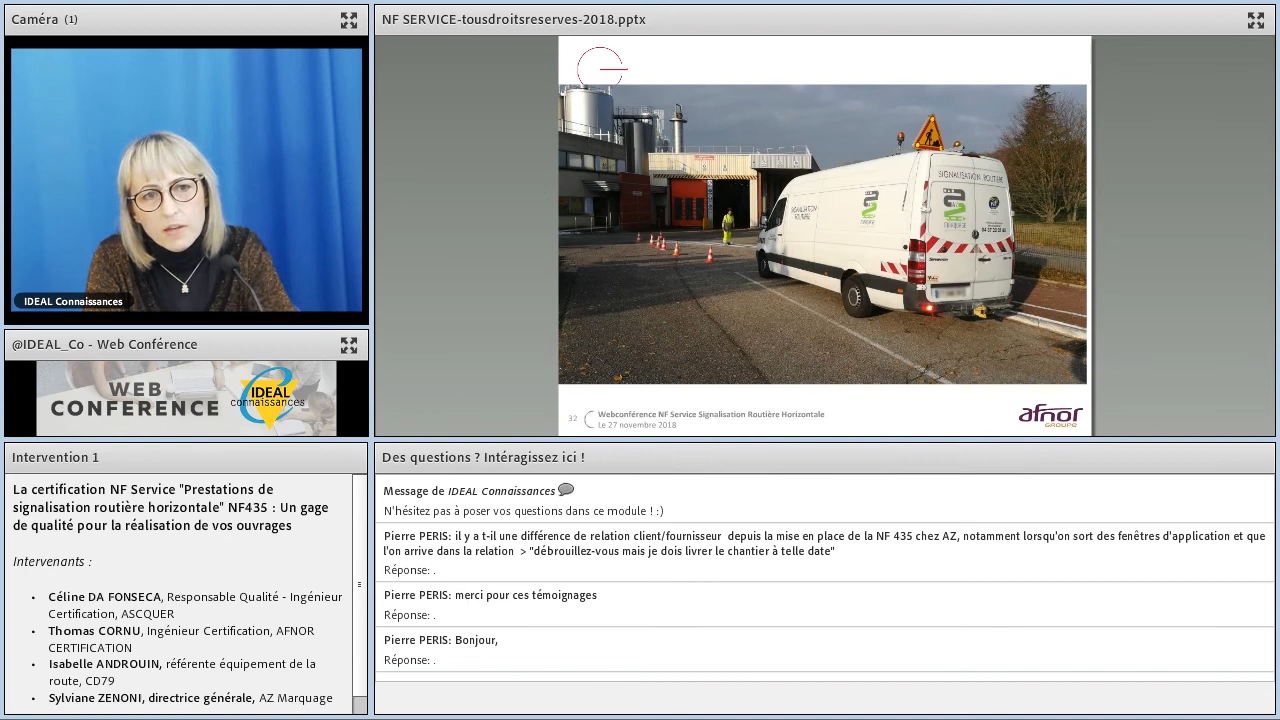 Caméra (1)
IDEAL Connaissances
@IDEAL_Co - Web Conférence
WEB
CONFERENCE
IDEAL
connaissances
NF SERVICE-tousdroitsreserves-2018.pptx
SIGNALISATION ROUTIERE
SIGNALISATION
ROUTIERE
MARQUAGE
32
Webconférence NF Service Signalisation Routière Horizontale
Le 27 novembre 2018
afnor
GROUPE
Intervention 1
La certification NF Service "Prestations de
signalisation routière horizontale" NF435 : Un gage
de qualité pour la réalisation de vos ouvrages
Intervenants :
• Céline DA FONSECA, Responsable Qualité - Ingénieur
Certification, ASCQUER
• Thomas CORNU, Ingénieur Certification, AFNOR
CERTIFICATION
• Isabelle ANDROUIN, référente équipement de la
route, CD79
• Sylviane ZENONI, directrice générale, AZ Marquage
Des questions ? Intéragissez ici !
Message de IDEAL Connaissances
N'hésitez pas à poser vos questions dans ce module ! :)
Pierre PERIS: il y a t-il une différence de relation client/fournisseur depuis la mise en place de la NF 435 chez AZ, notamment lorsqu'on sort des fenêtres d'application et que
l'on arrive dans la relation > "débrouillez-vous mais je dois livrer le chantier à telle date"
Réponse: .
Pierre PERIS: merci pour ces témoignages
Réponse: .
Pierre PERIS: Bonjour,
Réponse: .